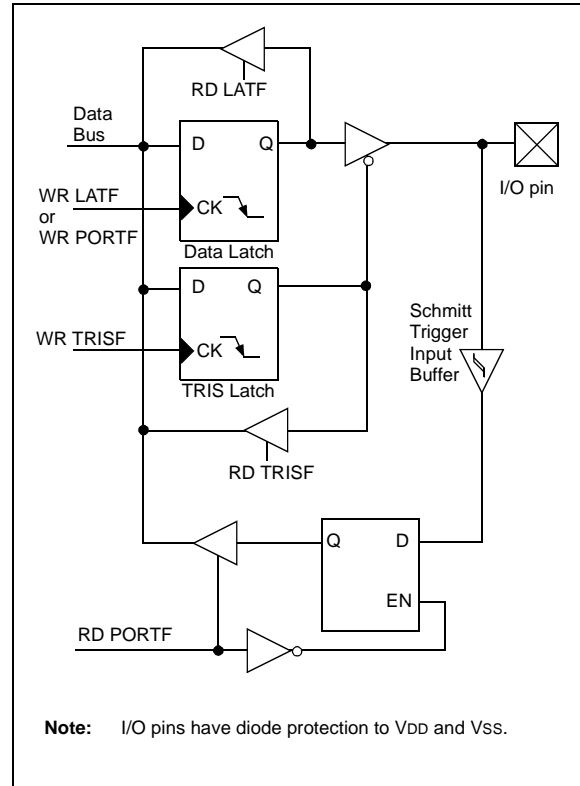 RD LATF
Data
Bus
D Q
I/O pin
WR LATF
or
WR PORTF
CK
Data Latch
D Q
WR TRISF
CK
TRIS Latch
Schmitt
Trigger
Input
Buffer
RD TRISF
Q D
EN
RD PORTF
Note: I/O pins have diode protection to VDD and VSS.